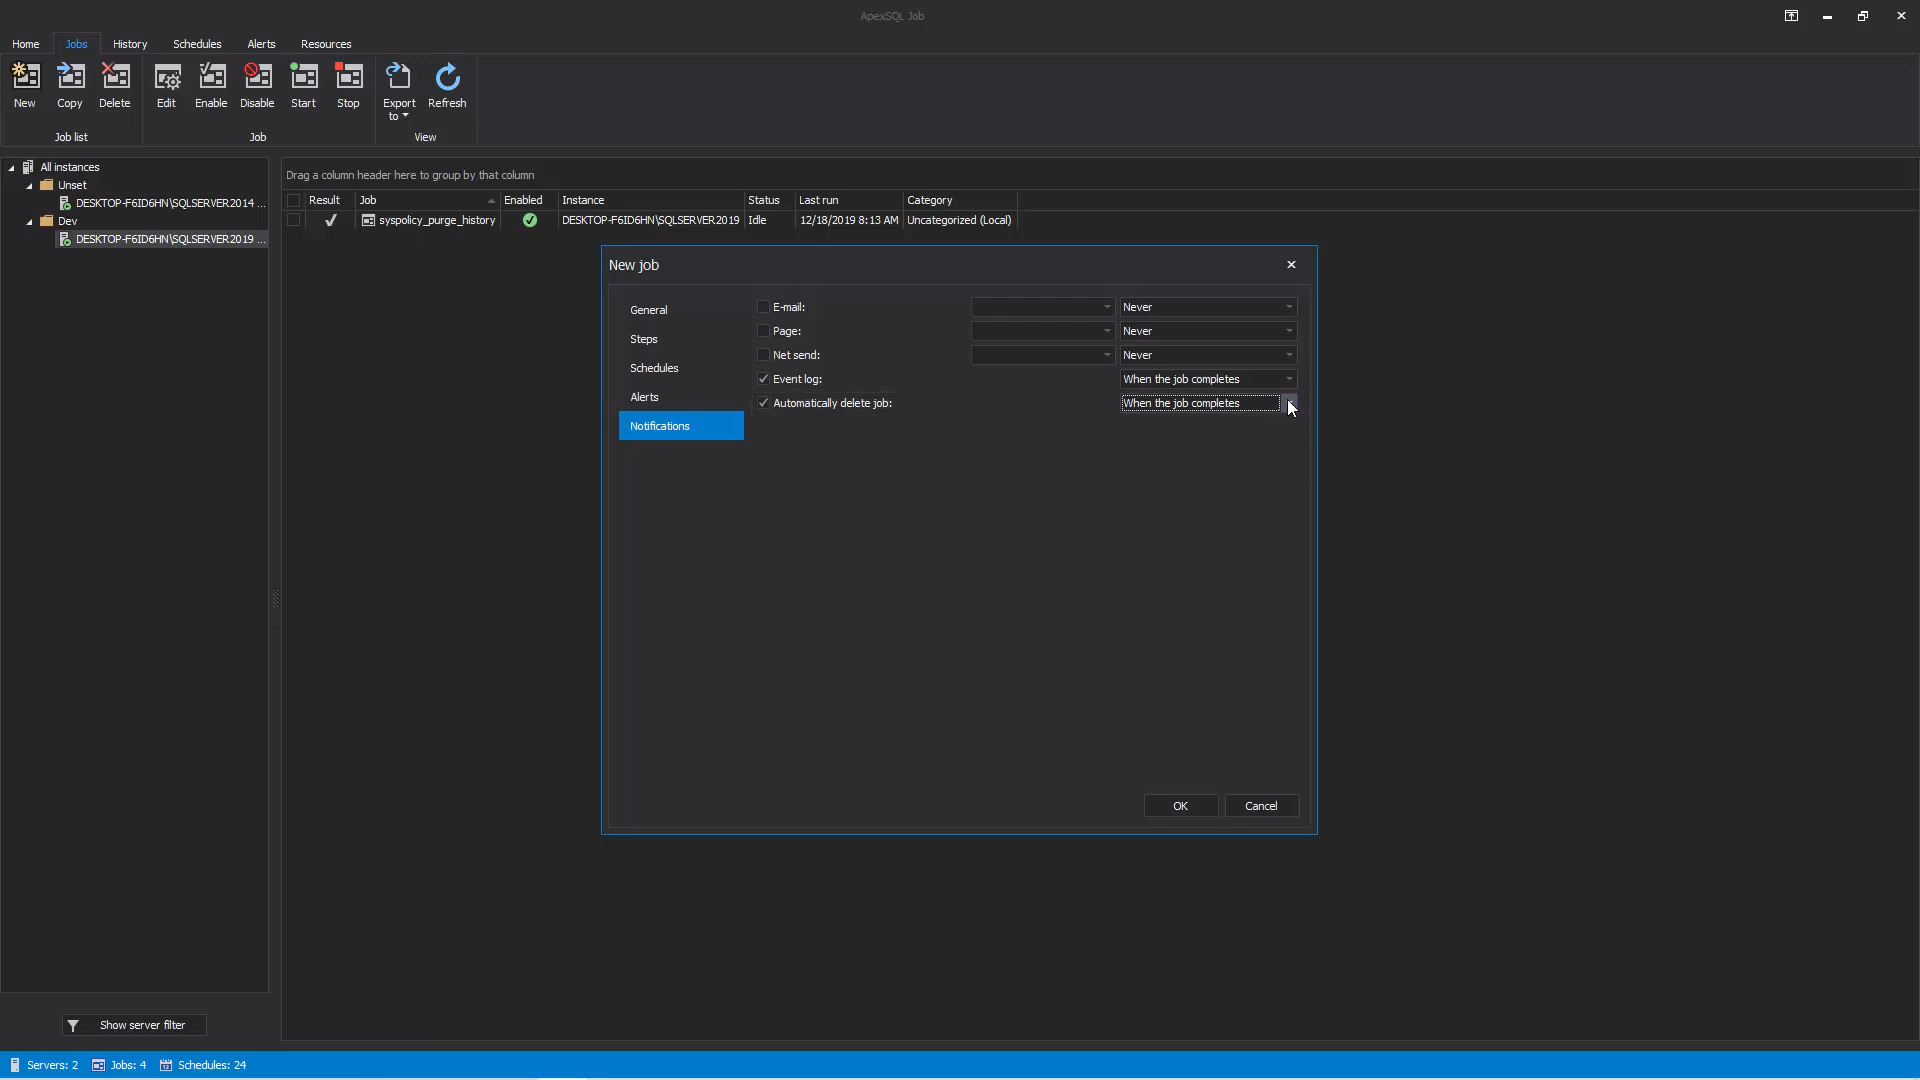 ApexSQL Job
Home Jobs History Schedules Alerts Resources
New Copy Delete Edit Enable Disable Start Stop Export to Refresh
Job list Job View
All instances
Unset
DESKTOP-F6ID6HN\SQLSERVER2014 ...
Dev
DESKTOP-F6ID6HN\SQLSERVER2019 ...
Drag a column header here to group by that column
Result Job Enabled Instance Status Last run Category
syspolicy_purge_history DESKTOP-F6ID6HN\SQLSERVER2019 Idle 12/18/2019 8:13 AM Uncategorized (Local)
New job
General
Steps
Schedules
Alerts
Notifications
E-mail: Never
Page: Never
Net send: Never
Event log: When the job completes
Automatically delete job: When the job completes
OK Cancel
Show server filter
Servers: 2 Jobs: 4 Schedules: 24